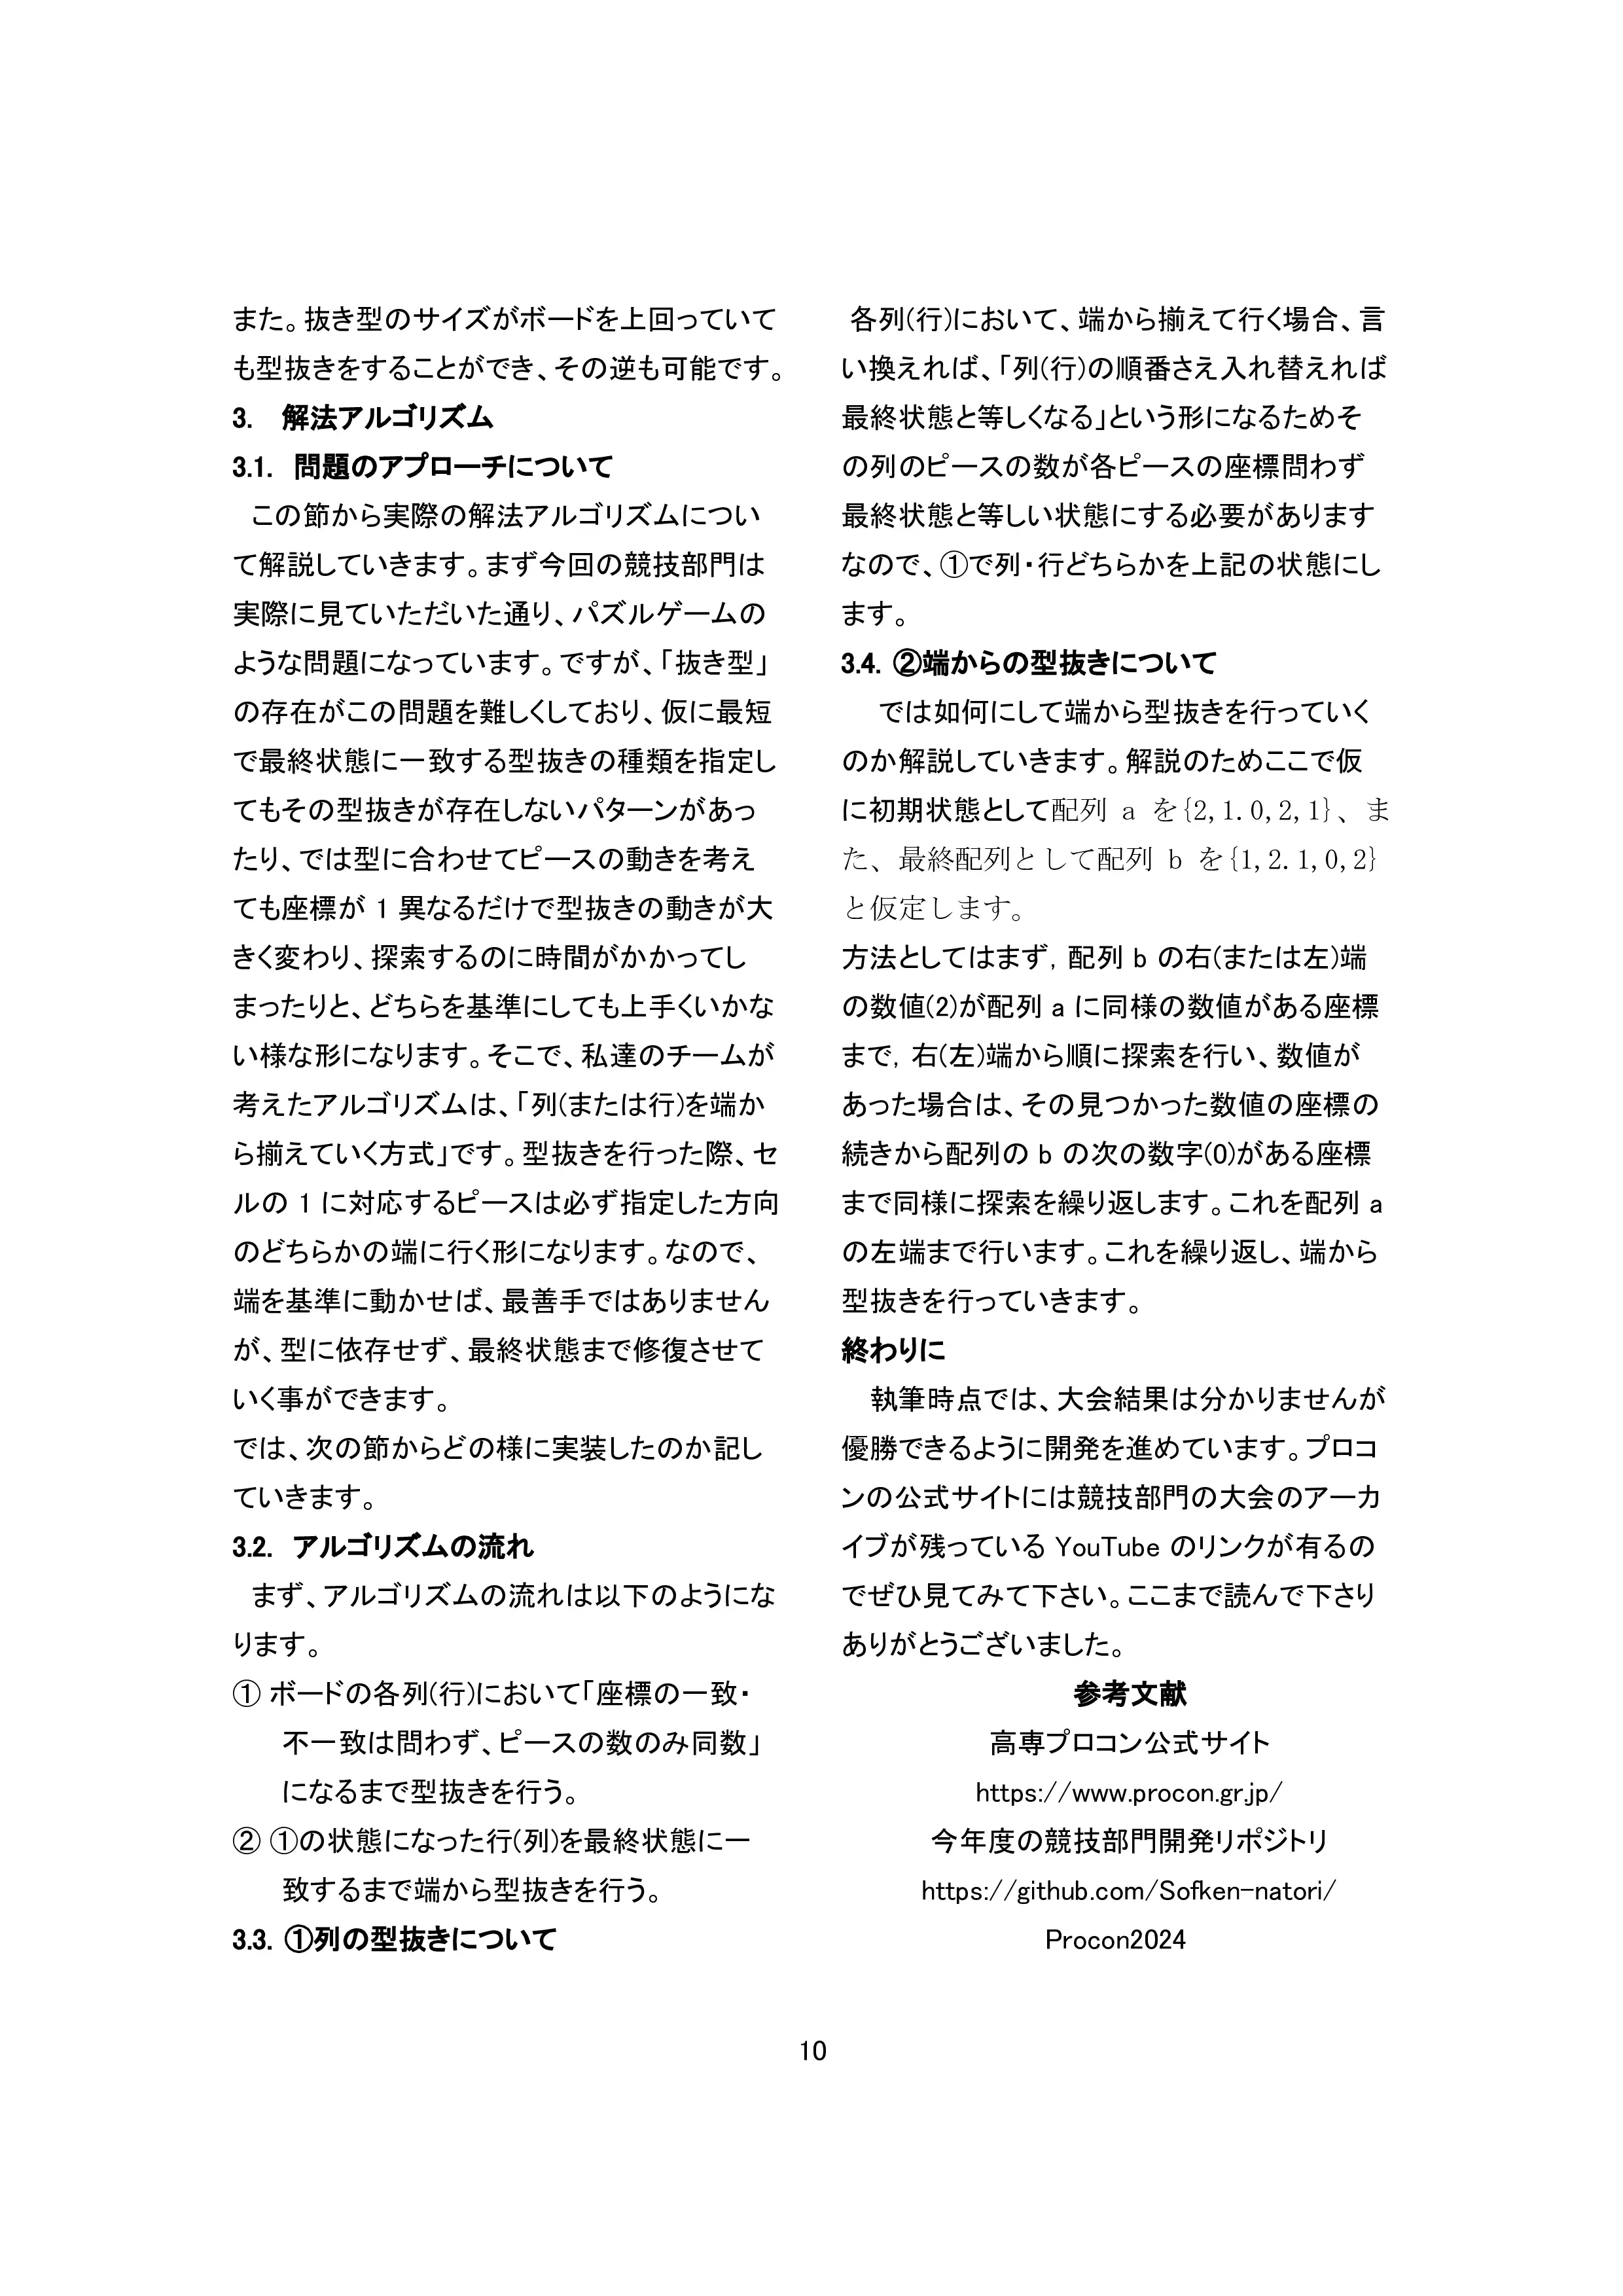 また。抜き型のサイズがボードを上回っていて
も型抜きをすることができ、その逆も可能です。
3. 解法アルゴリズム
3.1. 問題のアプローチについて
この節から実際の解法アルゴリズムについ
て解説していきます。まず今回の競技部門は
実際に見ていただいた通り、パズルゲームの
ような問題になっています。ですが、「抜き型」
の存在がこの問題を難しくしており、仮に最短
で最終状態に一致する型抜きの種類を指定し
てもその型抜きが存在しないパターンがあっ
たり、では型に合わせてピースの動きを考え
ても座標が 1 異なるだけで型抜きの動きが大
きく変わり、探索するのに時間がかかってし
まったりと、どちらを基準にしても上手くいかな
い様な形になります。そこで、私達のチームが
考えたアルゴリズムは、「列(または行)を端か
ら揃えていく方式」です。型抜きを行った際、セ
ルの 1 に対応するピースは必ず指定した方向
のどちらかの端に行く形になります。なので、
端を基準に動かせば、最善手ではありません
が、型に依存せず、最終状態まで修復させて
いく事ができます。
では、次の節からどの様に実装したのか記し
ていきます。
3.2. アルゴリズムの流れ
まず、アルゴリズムの流れは以下のようにな
ります。
① ボードの各列(行)において「座標の一致・
不一致は問わず、ピースの数のみ同数」
になるまで型抜きを行う。
② ①の状態になった行(列)を最終状態に一
致するまで端から型抜きを行う。
3.3. ①列の型抜きについて
各列(行)において、端から揃えて行く場合、言
い換えれば、「列(行)の順番さえ入れ替えれば
最終状態と等しくなる」という形になるためそ
の列のピースの数が各ピースの座標問わず
最終状態と等しい状態にする必要があります
なので、①で列・行どちらかを上記の状態にし
ます。
3.4. ②端からの型抜きについて
では如何にして端から型抜きを行っていく
のか解説していきます。解説のためここで仮
に初期状態として配列 a を{2,1.0,2,1}、ま
た、最終配列として配列 b を{1,2.1,0,2}
と仮定します。
方法としてはまず, 配列 b の右(または左)端
の数値(2)が配列 a に同様の数値がある座標
まで, 右(左)端から順に探索を行い、数値が
あった場合は、その見つかった数値の座標の
続きから配列の b の次の数字(0)がある座標
まで同様に探索を繰り返します。これを配列 a
の左端まで行います。これを繰り返し、端から
型抜きを行っていきます。
終わりに
執筆時点では、大会結果は分かりませんが
優勝できるように開発を進めています。プロコ
ンの公式サイトには競技部門の大会のアーカ
イブが残っている YouTube のリンクが有るの
でぜひ見てみて下さい。ここまで読んで下さり
ありがとうございました。
参考文献
高専プロコン公式サイト
https://www.procon.gr.jp/
今年度の競技部門開発リポジトリ
https://github.com/Sofken-natori/
Procon2024
10